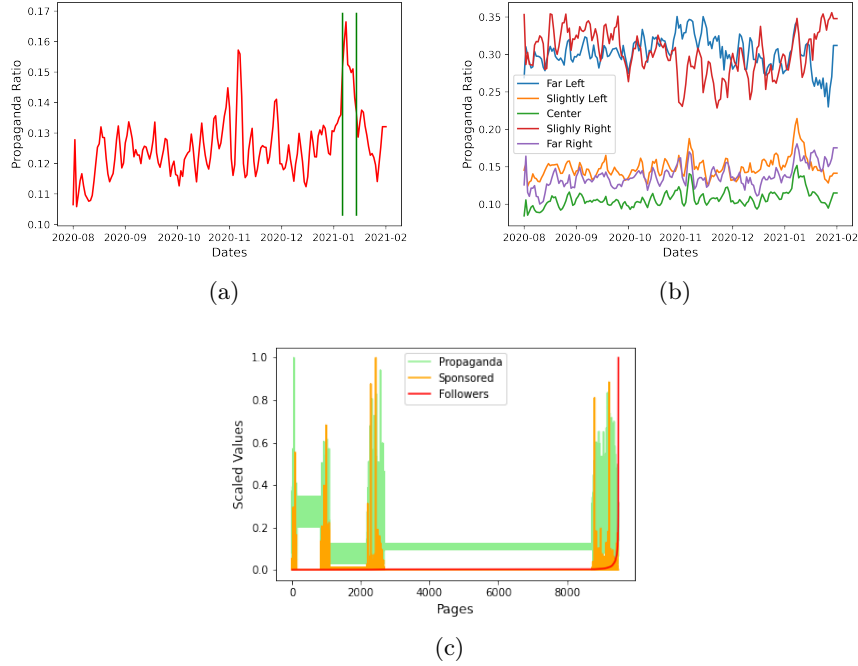 0.17
0.16
0.15
0.14
0.13
0.12
0.11
0.10
Propaganda Ratio
2020-08 2020-09 2020-10 2020-11 2020-12 2021-01 2021-02
Dates
(a)
0.35
0.30
0.25
0.20
0.15
0.10
Propaganda Ratio
Far Left
Slightly Left
Center
Slighly Right
Far Right
2020-08 2020-09 2020-10 2020-11 2020-12 2021-01 2021-02
Dates
(b)
1.0
0.8
0.6
0.4
0.2
0.0
Scaled Values
Propaganda
Sponsored
Followers
0 2000 4000 6000 8000
Pages
(c)